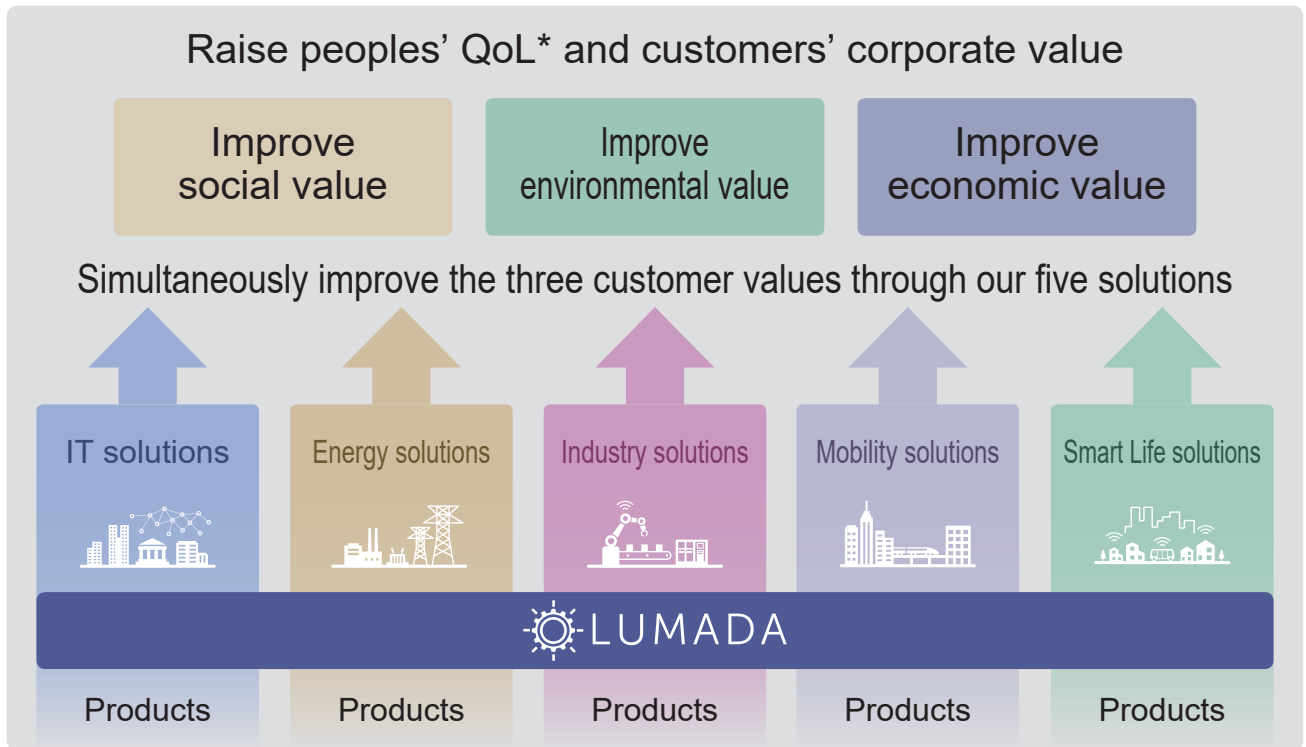 Raise peoples’ QoL* and customers’ corporate value
Improve
social value
Improve
environmental value
Improve
economic value
Simultaneously improve the three customer values through our five solutions
IT solutions
Energy solutions
Industry solutions
Mobility solutions
Smart Life solutions
LUMADA
Products
Products
Products
Products
Products